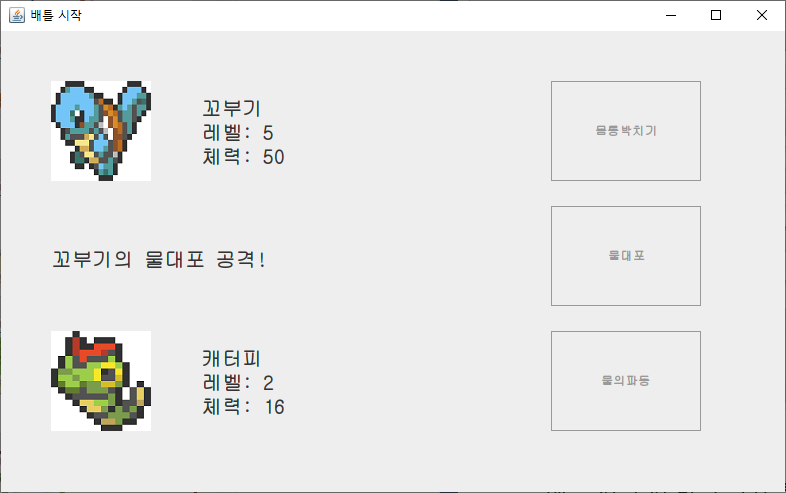 배틀 시작
꼬부기
레벨: 5
체력: 50
몸통박치기
꼬부기의 물대포 공격!
물대포
캐터피
레벨: 2
체력: 16
물의파동